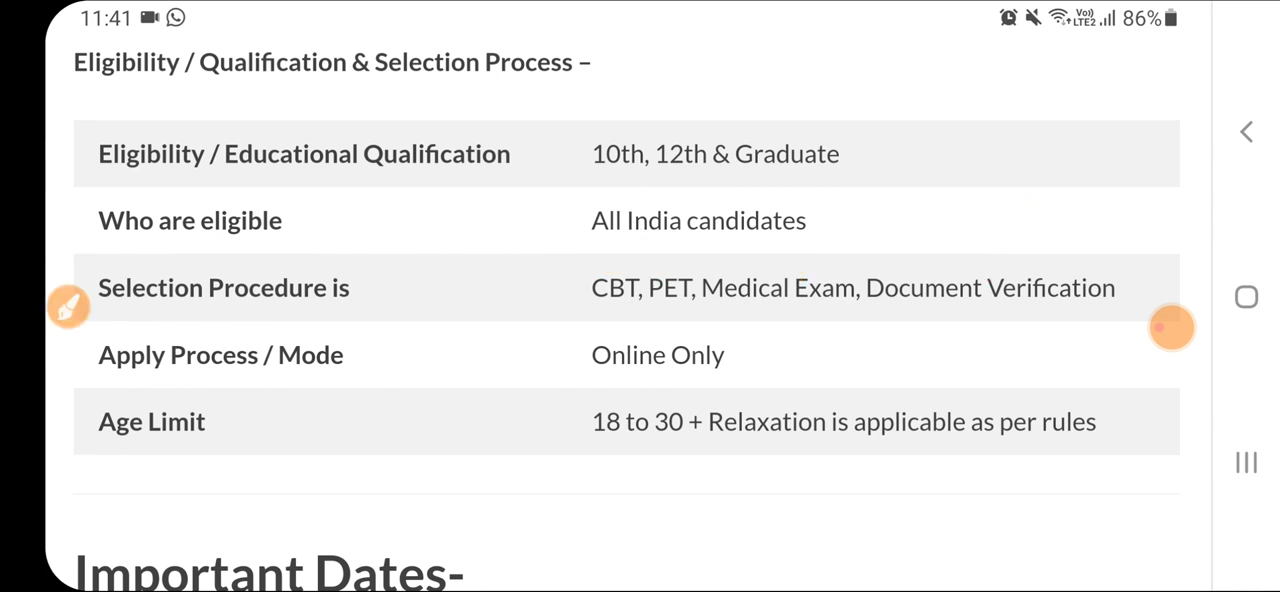 11:41
Vo))
LTE2
86%
Eligibility / Qualification & Selection Process –
Eligibility / Educational Qualification 10th, 12th & Graduate
Who are eligible All India candidates
Selection Procedure is CBT, PET, Medical Exam, Document Verification
Apply Process / Mode Online Only
Age Limit 18 to 30 + Relaxation is applicable as per rules
Important Dates-